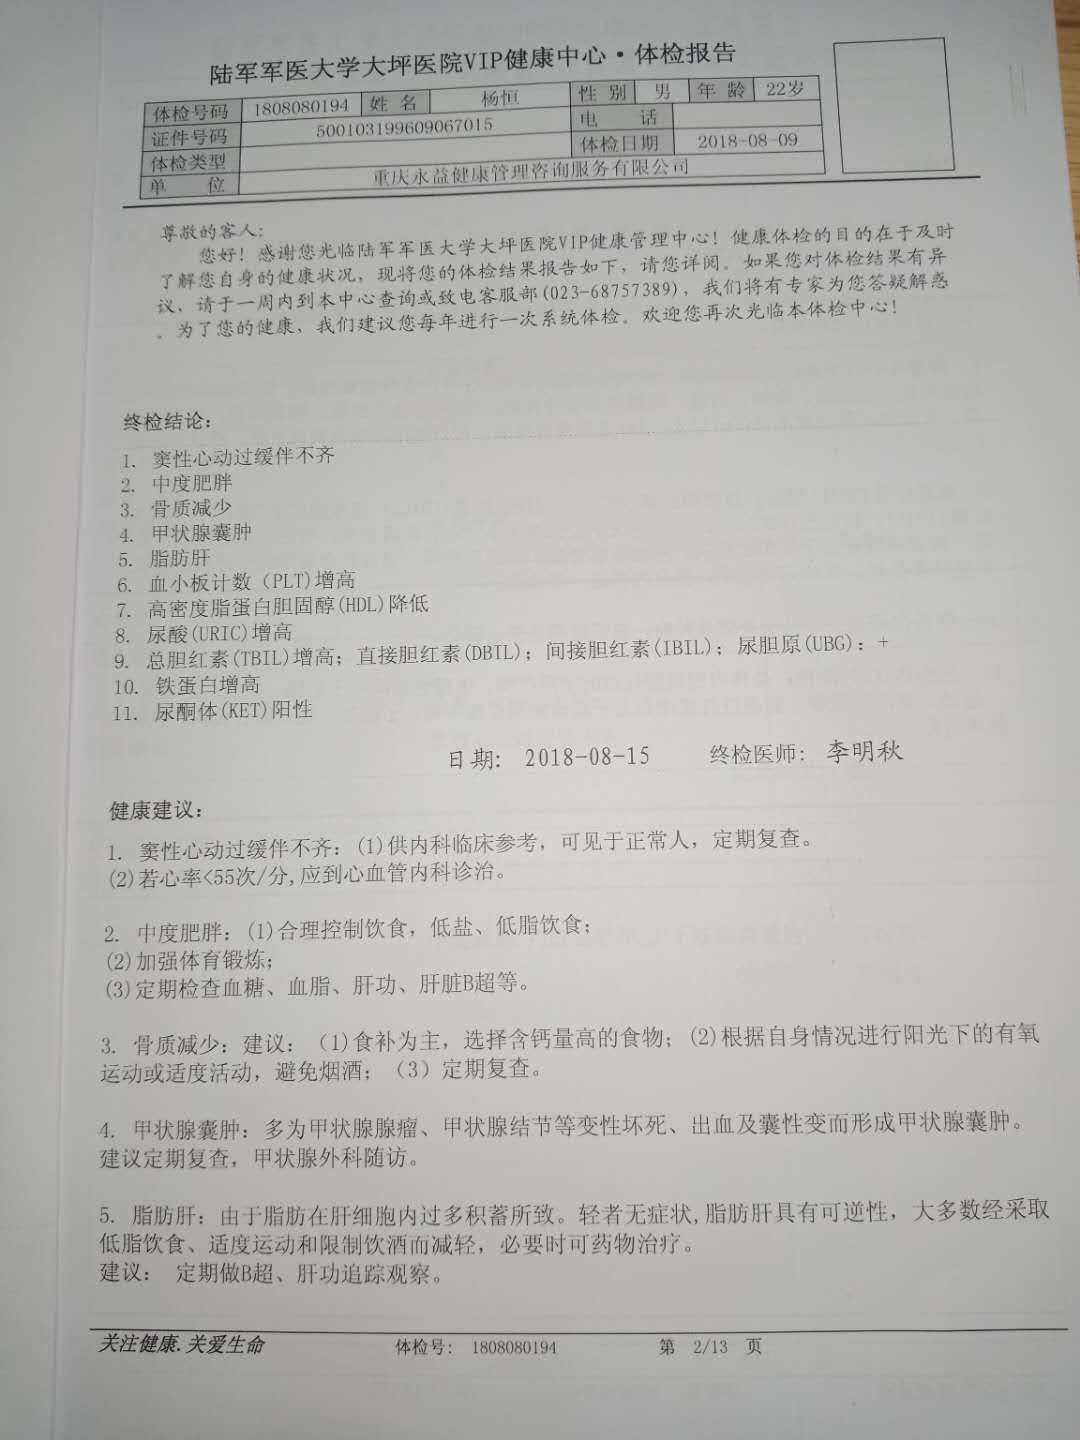 陆军军医大学大坪医院VIP健康中心·体检报告
体检号码 1808080194 姓 名 杨恒 性 别 男 年 龄 22岁
证件号码 500103199609067015 电 话
体检类型 体检日期 2018-08-09
单 位 重庆永益健康管理咨询服务有限公司
尊敬的客人:
您好! 感谢您光临陆军军医大学大坪医院VIP健康管理中心! 健康体检的目的在于及时
了解您自身的健康状况, 现将您的体检结果报告如下, 请您详阅。如果您对体检结果有异
议, 请于一周内到本中心查询或致电客服部(023-68757389), 我们将有专家为您答疑解惑
。为了您的健康, 我们建议您每年进行一次系统体检。欢迎您再次光临本体检中心!
终检结论:
1. 窦性心动过缓伴不齐
2. 中度肥胖
3. 骨质减少
4. 甲状腺囊肿
5. 脂肪肝
6. 血小板计数（PLT)增高
7. 高密度脂蛋白胆固醇(HDL)降低
8. 尿酸(URIC)增高
9. 总胆红素(TBIL)增高; 直接胆红素(DBIL); 间接胆红素(IBIL); 尿胆原(UBG): +
10. 铁蛋白增高
11. 尿酮体(KET)阳性
日期: 2018-08-15 终检医师: 李明秋
健康建议:
1. 窦性心动过缓伴不齐: (1)供内科临床参考, 可见于正常人, 定期复查。
(2)若心率<55次/分,应到心血管内科诊治。
2. 中度肥胖: (1)合理控制饮食, 低盐、低脂饮食;
(2)加强体育锻炼;
(3)定期检查血糖、血脂、肝功、肝脏B超等。
3. 骨质减少: 建议: （1)食补为主, 选择含钙量高的食物; (2)根据自身情况进行阳光下的有氧
运动或适度活动, 避免烟酒; （3）定期复查。
4. 甲状腺囊肿: 多为甲状腺腺瘤、甲状腺结节等变性坏死、出血及囊性变而形成甲状腺囊肿。
建议定期复查, 甲状腺外科随访。
5. 脂肪肝: 由于脂肪在肝细胞内过多积蓄所致。轻者无症状,脂肪肝具有可逆性, 大多数经采取
低脂饮食、适度运动和限制饮酒而减轻, 必要时可药物治疗。
建议: 定期做B超、肝功追踪观察。
关注健康.关爱生命 体检号: 1808080194 第 2/13 页